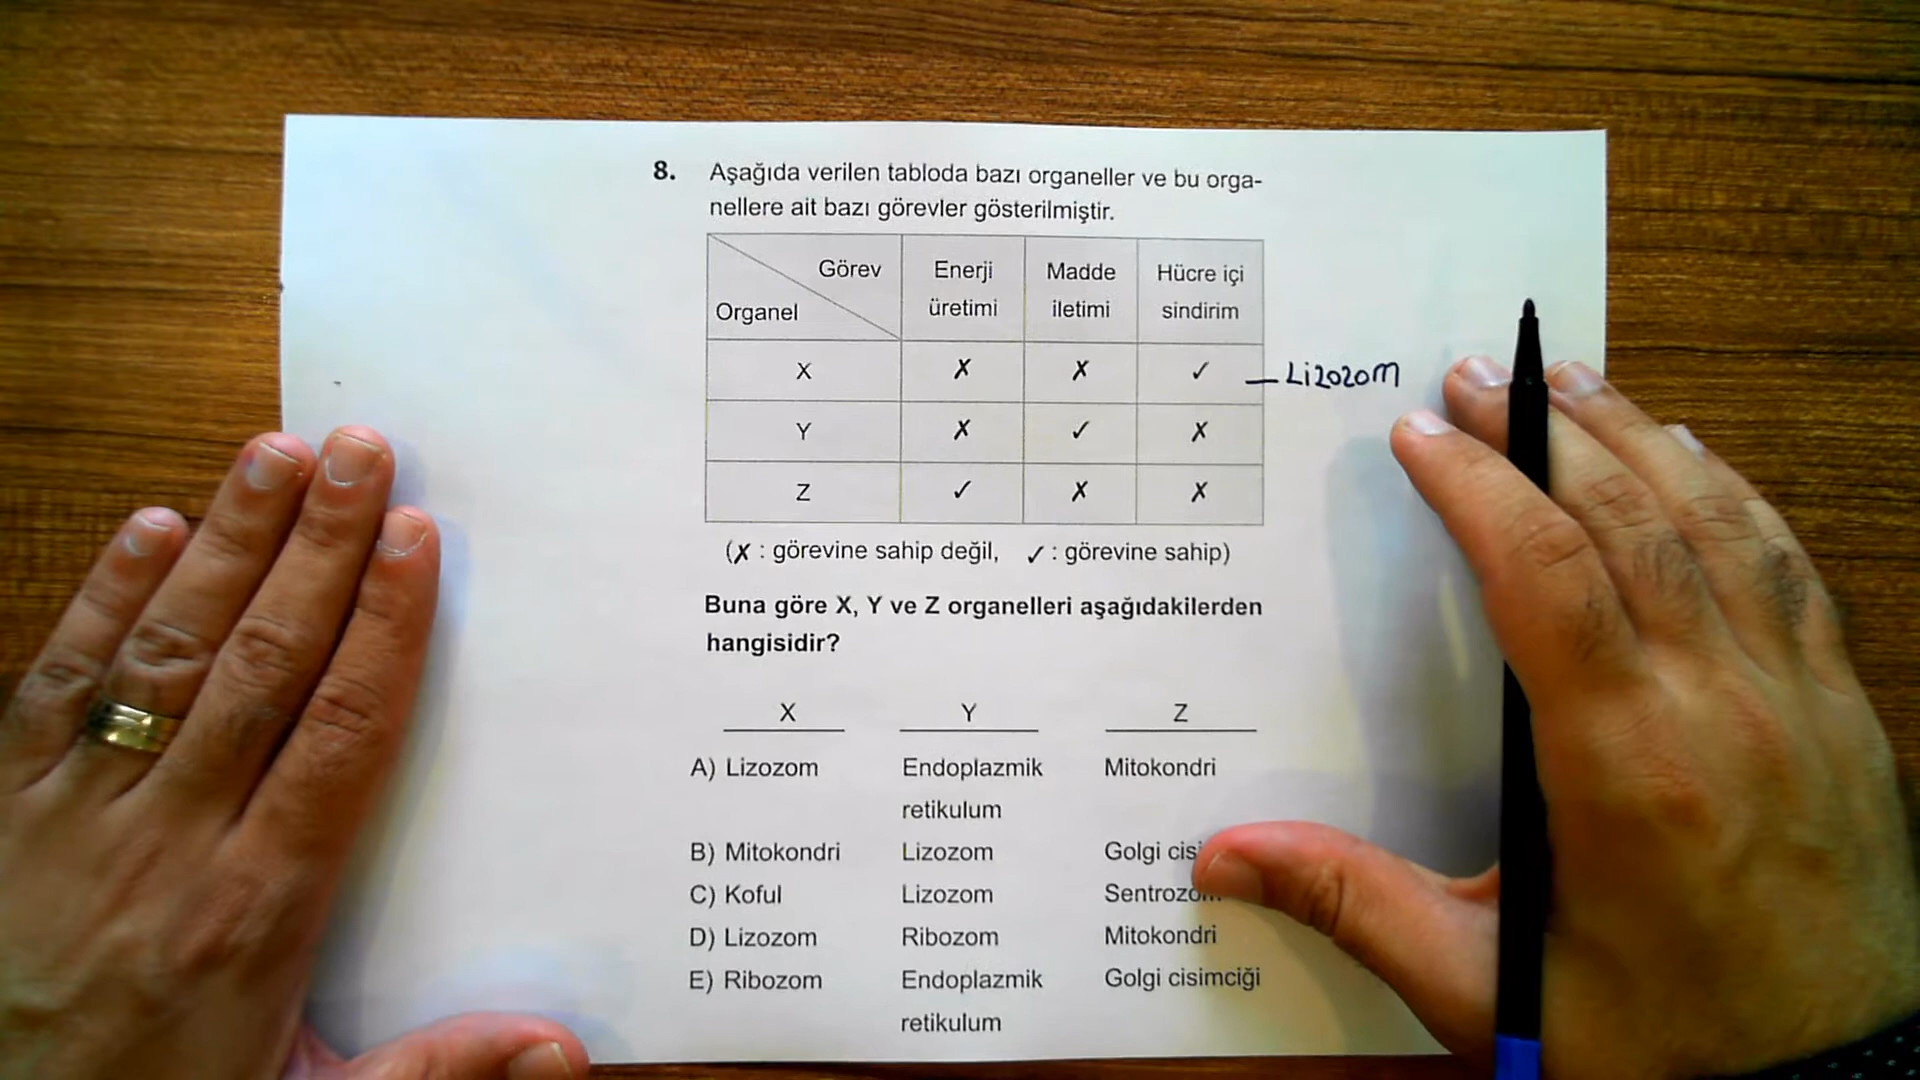 8. Aşağıda verilen tabloda bazı organeller ve bu orga-
nellere ait bazı görevler gösterilmiştir.
Görev
Organel
Enerji üretimi
Madde iletimi
Hücre içi sindirim
X ✗ ✗ ✓ — Lizozom
Y ✗ ✓ ✗
Z ✓ ✗ ✗
(✗ : görevine sahip değil, ✓ : görevine sahip)
Buna göre X, Y ve Z organelleri aşağıdakilerden
hangisidir?
X Y Z
A) Lizozom Endoplazmik Mitokondri
retikulum
B) Mitokondri Lizozom Golgi
C) Koful Lizozom
D) Lizozom Ribozom Mitokondri
E) Ribozom Endoplazmik Golgi cisimciği
retikulum